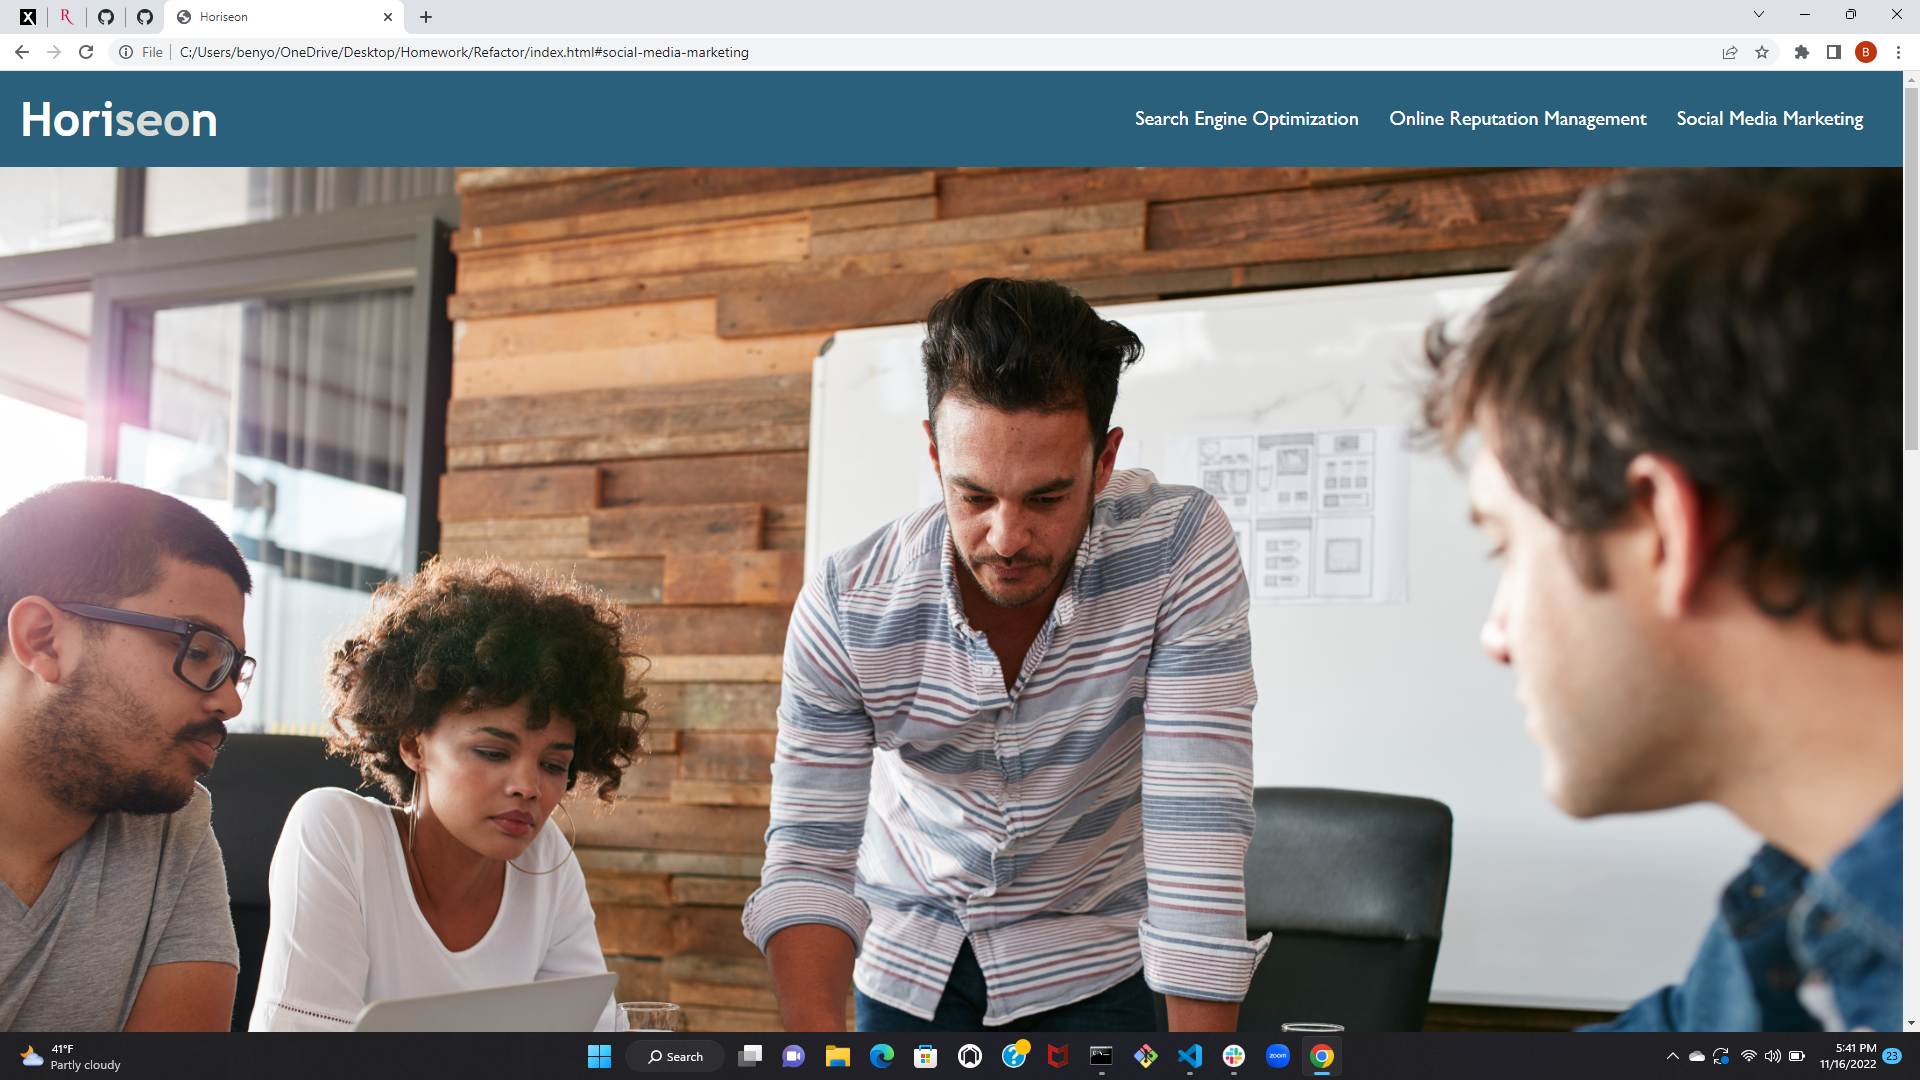 Horiseon
File C:/Users/benyo/OneDrive/Desktop/Homework/Refactor/index.html#social-media-marketing
B
Horiseon
Search Engine Optimization Online Reputation Management Social Media Marketing
41°F
Partly cloudy
Search
zoom
5:41 PM
11/16/2022
23